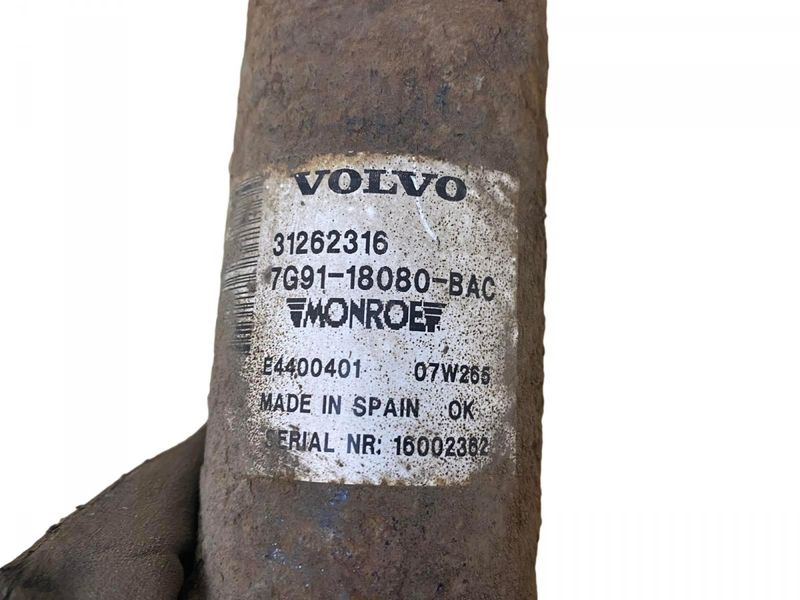 VOLVO
31262316
7G91-18080-BAC
MONROE
E4400401 07W265
MADE IN SPAIN OK
SERIAL NR: 16002362